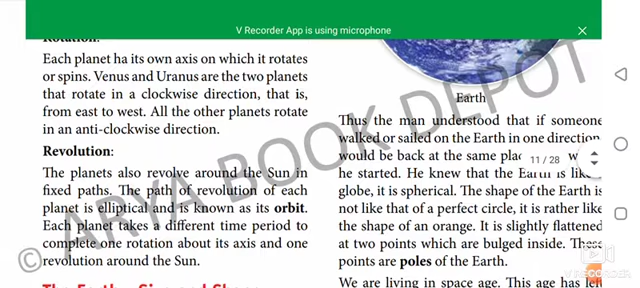 V Recorder App is using microphone
Rotation:
Each planet ha its own axis on which it rotates
or spins. Venus and Uranus are the two planets
that rotate in a clockwise direction, that is,
from east to west. All the other planets rotate
in an anti-clockwise direction.
Revolution:
The planets also revolve around the Sun in
fixed paths. The path of revolution of each
planet is elliptical and is known as its orbit.
Each planet takes a different time period to
complete one rotation about its axis and one
revolution around the Sun.
The Earth– Size and Shape
Earth
Thus the man understood that if someone
walked or sailed on the Earth in one direction
would be back at the same
he started. He knew that the Earth is like
globe, it is spherical. The shape of the Earth is
not like that of a perfect circle, it is rather like
the shape of an orange. It is slightly flattened
at two points which are bulged inside. These
points are poles of the Earth.
We are living in space age. This age has left
11 / 28
© ARYA BOOK DEPOT
V RECORDER